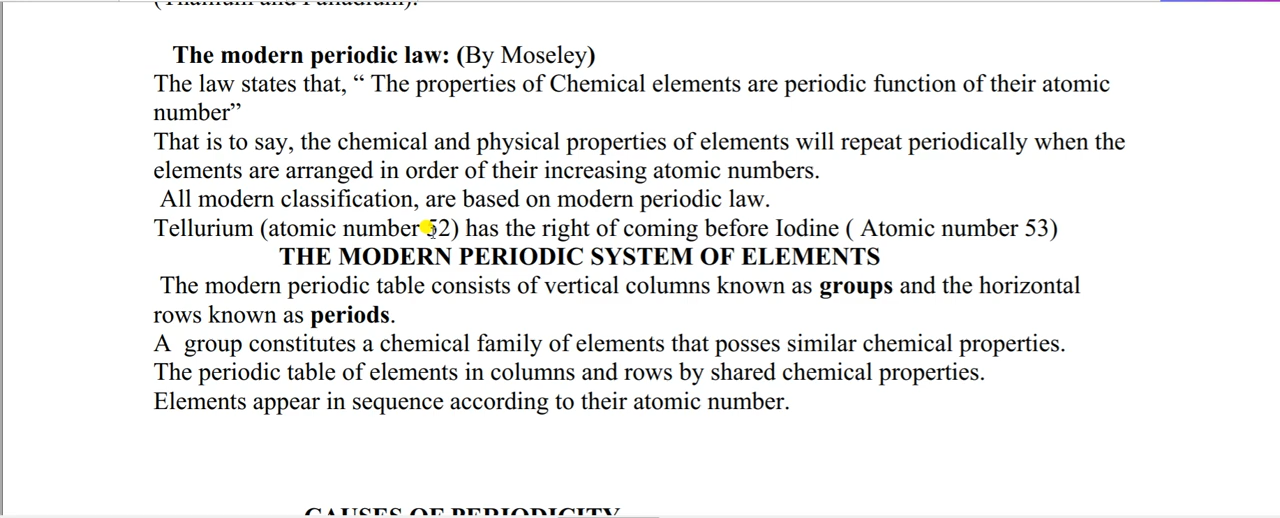 The modern periodic law: (By Moseley)
The law states that, “ The properties of Chemical elements are periodic function of their atomic
number”
That is to say, the chemical and physical properties of elements will repeat periodically when the
elements are arranged in order of their increasing atomic numbers.
All modern classification, are based on modern periodic law.
Tellurium (atomic number 52) has the right of coming before Iodine ( Atomic number 53)
THE MODERN PERIODIC SYSTEM OF ELEMENTS
The modern periodic table consists of vertical columns known as groups and the horizontal
rows known as periods.
A group constitutes a chemical family of elements that posses similar chemical properties.
The periodic table of elements in columns and rows by shared chemical properties.
Elements appear in sequence according to their atomic number.
CAUSES OF PERIODICITY